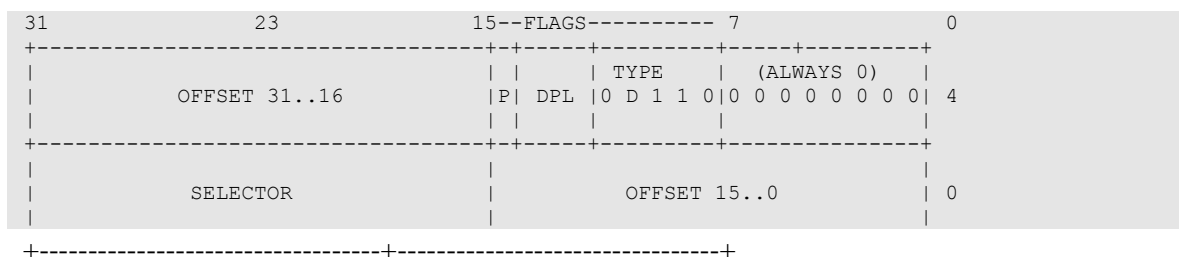 31 23 15--FLAGS---------- 7 0
+-----------------------------------+-+-----+---------+-----+---------+
| | | | TYPE | (ALWAYS 0) |
| OFFSET 31..16 |P| DPL |0 D 1 1 0|0 0 0 0 0 0 0 0| 4
| | | | | |
+-----------------------------------+-+-----+---------+---------------+
| | |
| SELECTOR | OFFSET 15..0 | 0
| | |
+---------------------------------+------------------------------+